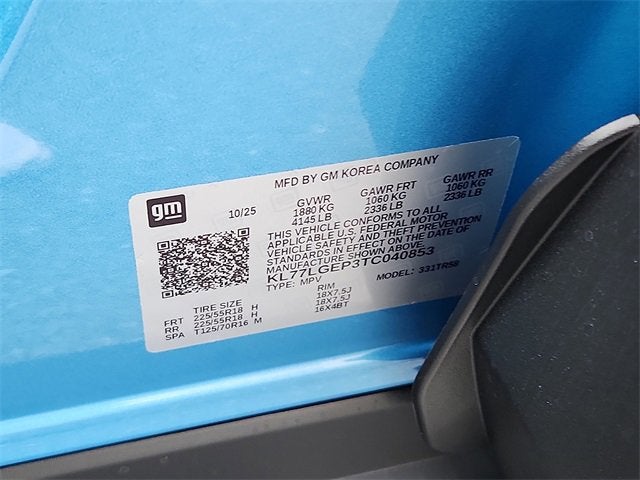 MFD BY GM KOREA COMPANY
gm
10/25 GVWR GAWR FRT GAWR RR
1880 KG 1060 KG 1060 KG
4145 LB 2336 LB 2336 LB
THIS VEHICLE CONFORMS TO ALL
APPLICABLE U.S. FEDERAL MOTOR
VEHICLE SAFETY AND THEFT PREVENTION
STANDARDS IN EFFECT ON THE DATE OF
MANUFACTURE SHOWN ABOVE.
KL77LGEP3TC040853
TYPE: MPV MODEL: 331TR58
TIRE SIZE RIM
FRT 225/55R18 H 18X7.5J
RR 225/55R18 H 18X7.5J
SPA T125/70R16 M 16X4BT